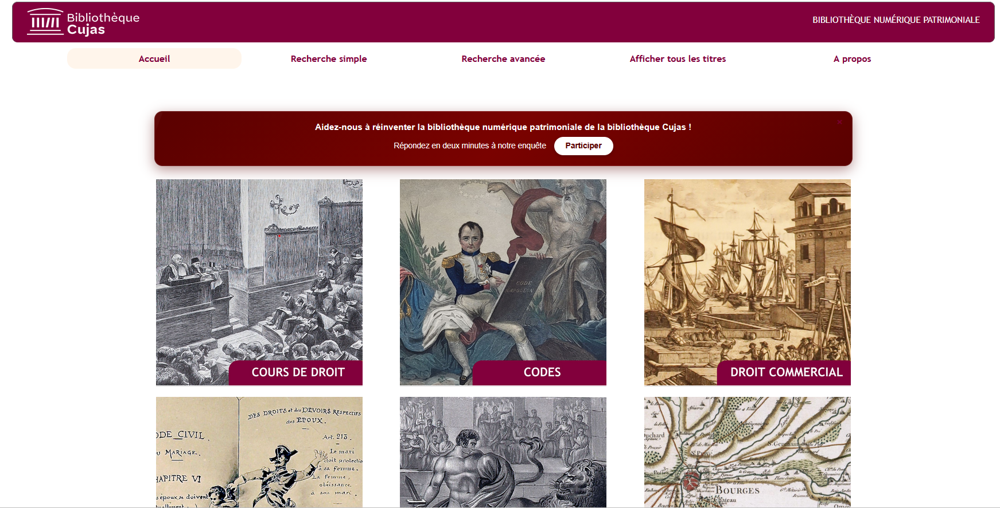 Bibliothèque
Cujas
BIBLIOTHÈQUE NUMÉRIQUE PATRIMONIALE
Accueil
Recherche simple
Recherche avancée
Afficher tous les titres
A propos
Aidez-nous à réinventer la bibliothèque numérique patrimoniale de la bibliothèque Cujas !
Répondez en deux minutes à notre enquête
Participer
CODE
NAPOLEON
COURS DE DROIT
CODES
DROIT COMMERCIAL
ODE CIVIL
MARIAGE.
HAPITRE VI
époux se doivent
DES DROITS et des DEVOIRS RESPECTIFS
des EPOUX.
Art. 213.
Le mari
doit protectio
à sa femme.
La femme,
obéissance
à son mari.
St Germain
BOURGES